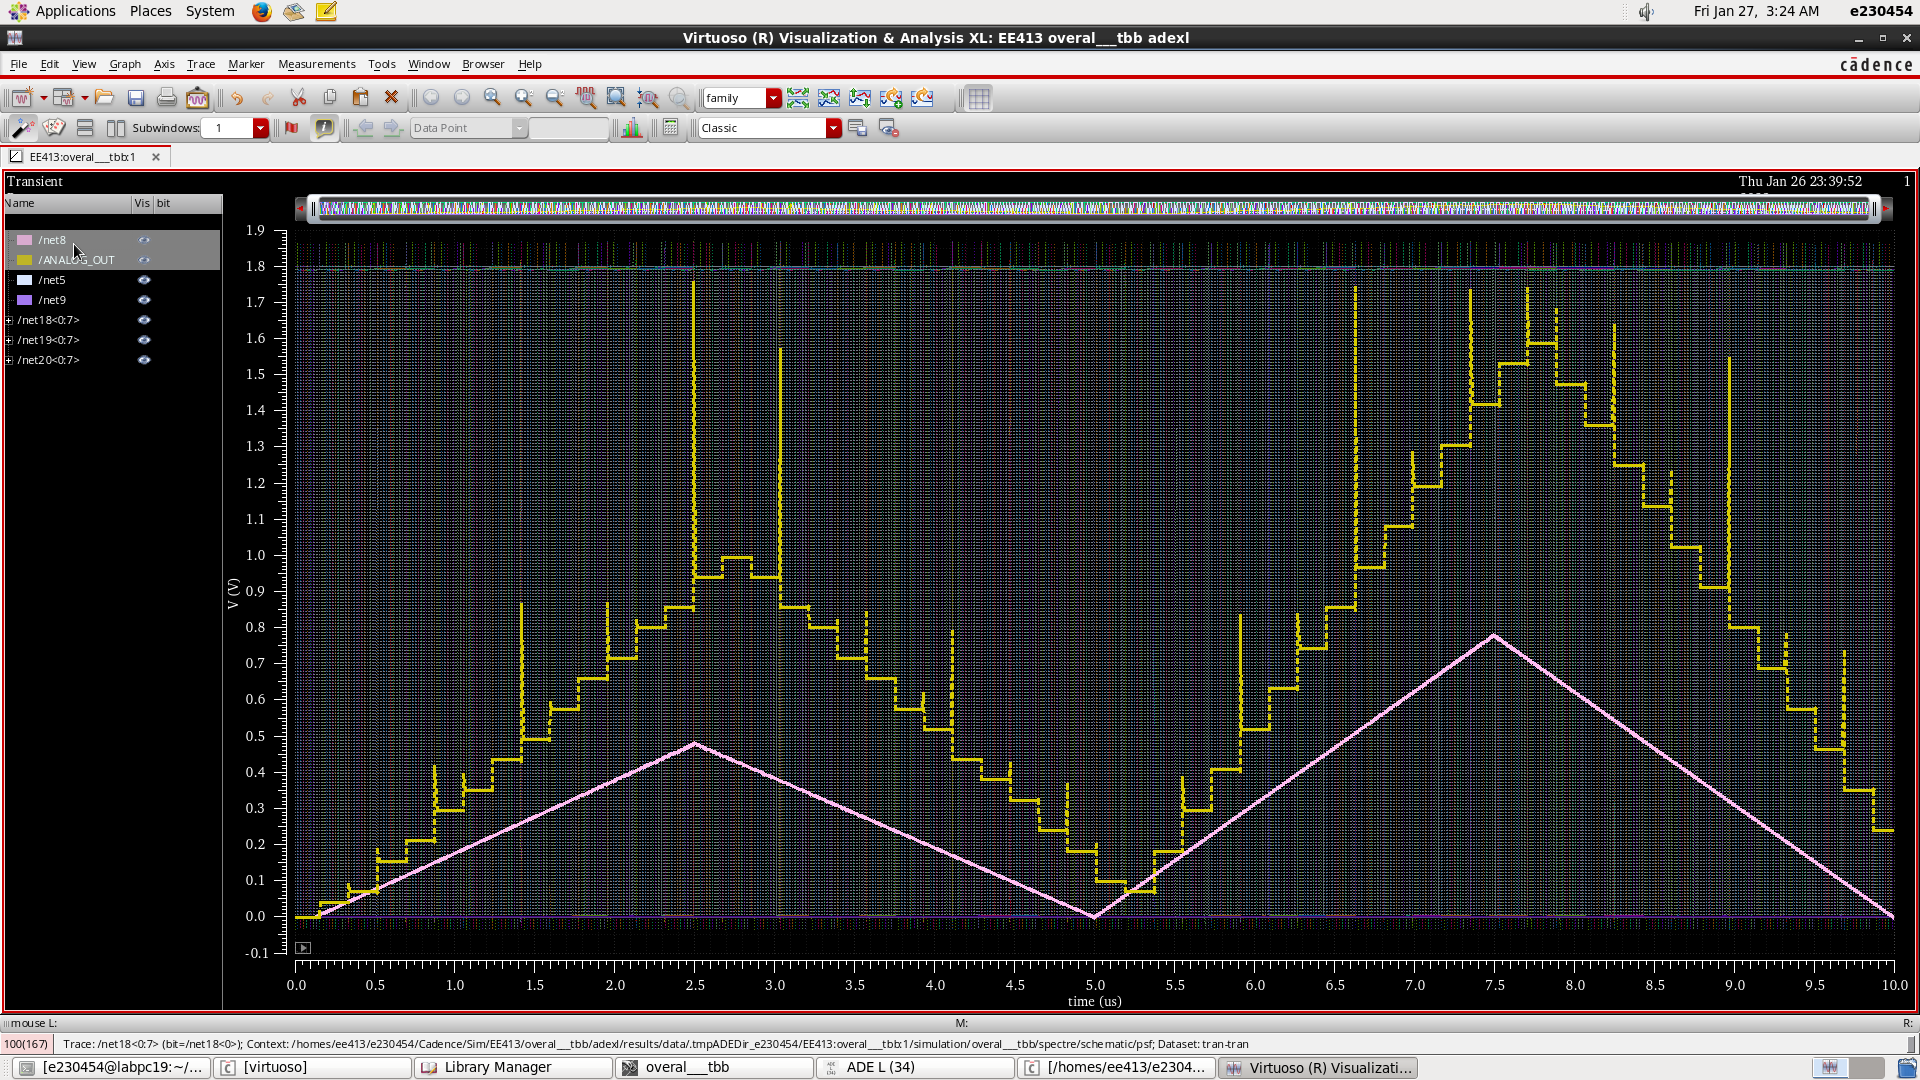 Applications Places System Fri Jan 27, 3:24 AM e230454
Virtuoso (R) Visualization & Analysis XL: EE413 overal___tbb adexl
File Edit View Graph Axis Trace Marker Measurements Tools Window Browser Help cādence
family
Subwindows: 1 Data Point Classic
EE413:overal___tbb:1
Transient Thu Jan 26 23:39:52 1
Name Vis bit
/net8
/ANALOG_OUT
/net5
/net9
/net18<0:7>
/net19<0:7>
/net20<0:7>
1.9
1.8
1.7
1.6
1.5
1.4
1.3
1.2
1.1
1.0
0.9
0.8
0.7
0.6
0.5
0.4
0.3
0.2
0.1
0.0
-0.1
V (V)
0.0 0.5 1.0 1.5 2.0 2.5 3.0 3.5 4.0 4.5 5.0 5.5 6.0 6.5 7.0 7.5 8.0 8.5 9.0 9.5 10.0
time (us)
mouse L: M: R:
100(167) Trace: /net18<0:7> (bit=/net18<0>); Context: /homes/ee413/e230454/Cadence/Sim/EE413/overal___tbb/adexl/results/data/.tmpADEDir_e230454/EE413:overal___tbb:1/simulation/overal___tbb/spectre/schematic/psf; Dataset: tran-tran
[e230454@labpc19:~/... [virtuoso] Library Manager overal___tbb ADE L (34) [/homes/ee413/e2304... Virtuoso (R) Visualizati...